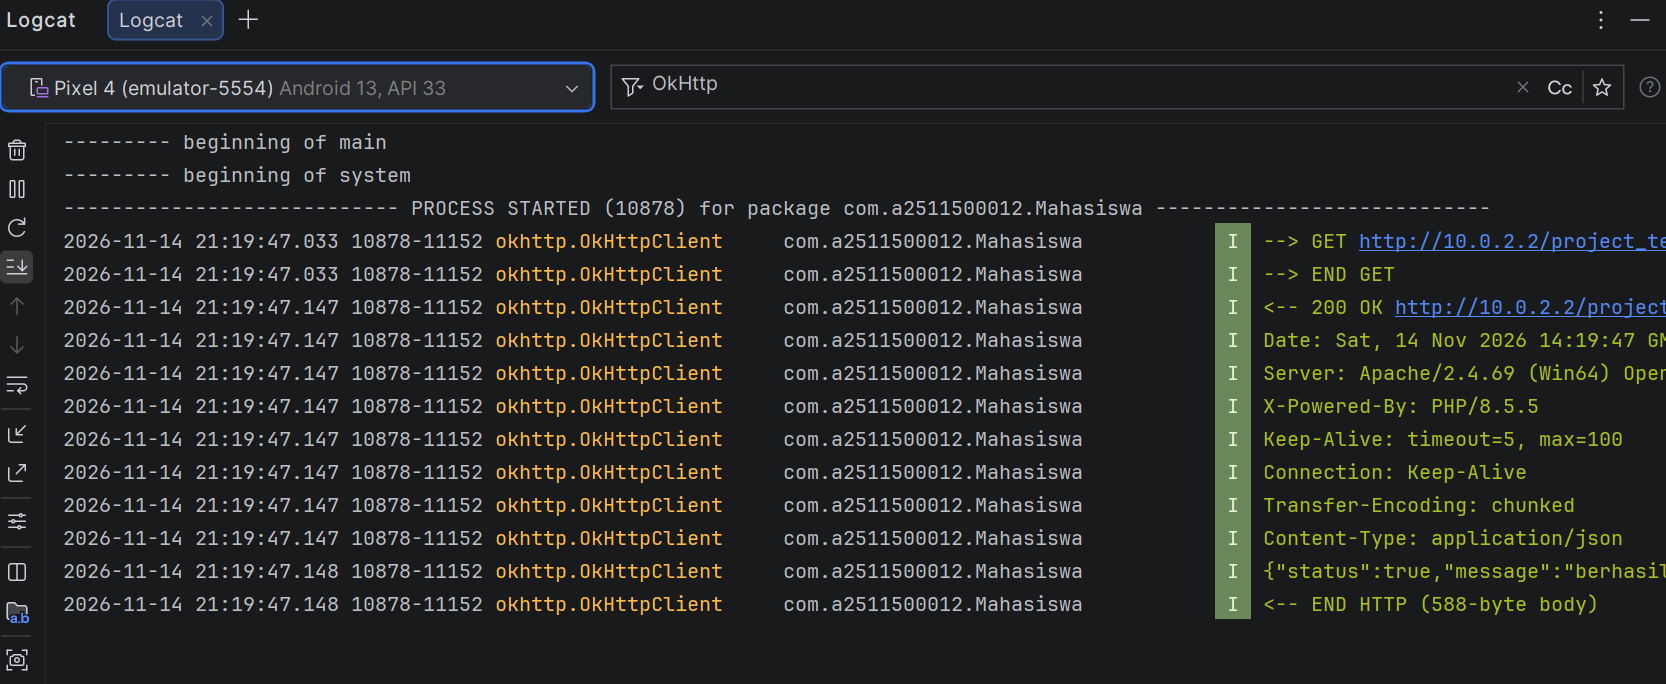 Logcat Logcat
Pixel 4 (emulator-5554) Android 13, API 33 OkHttp Cc ?
--------- beginning of main
--------- beginning of system
---------------------------- PROCESS STARTED (10878) for package com.a2511500012.Mahasiswa ----------------------------
2026-11-14 21:19:47.033 10878-11152 okhttp.OkHttpClient com.a2511500012.Mahasiswa I --> GET http://10.0.2.2/project_te
2026-11-14 21:19:47.033 10878-11152 okhttp.OkHttpClient com.a2511500012.Mahasiswa I --> END GET
2026-11-14 21:19:47.147 10878-11152 okhttp.OkHttpClient com.a2511500012.Mahasiswa I <-- 200 OK http://10.0.2.2/project
2026-11-14 21:19:47.147 10878-11152 okhttp.OkHttpClient com.a2511500012.Mahasiswa I Date: Sat, 14 Nov 2026 14:19:47 GM
2026-11-14 21:19:47.147 10878-11152 okhttp.OkHttpClient com.a2511500012.Mahasiswa I Server: Apache/2.4.69 (Win64) Open
2026-11-14 21:19:47.147 10878-11152 okhttp.OkHttpClient com.a2511500012.Mahasiswa I X-Powered-By: PHP/8.5.5
2026-11-14 21:19:47.147 10878-11152 okhttp.OkHttpClient com.a2511500012.Mahasiswa I Keep-Alive: timeout=5, max=100
2026-11-14 21:19:47.147 10878-11152 okhttp.OkHttpClient com.a2511500012.Mahasiswa I Connection: Keep-Alive
2026-11-14 21:19:47.147 10878-11152 okhttp.OkHttpClient com.a2511500012.Mahasiswa I Transfer-Encoding: chunked
2026-11-14 21:19:47.147 10878-11152 okhttp.OkHttpClient com.a2511500012.Mahasiswa I Content-Type: application/json
2026-11-14 21:19:47.148 10878-11152 okhttp.OkHttpClient com.a2511500012.Mahasiswa I {"status":true,"message":"berhasil
2026-11-14 21:19:47.148 10878-11152 okhttp.OkHttpClient com.a2511500012.Mahasiswa I <-- END HTTP (588-byte body)
a.b